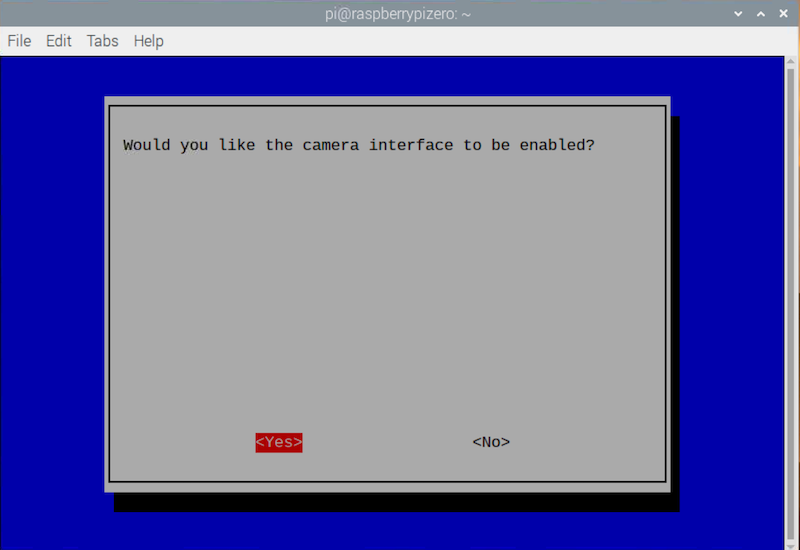 pi@raspberrypizero: ~
File Edit Tabs Help
Would you like the camera interface to be enabled?
<Yes> <No>